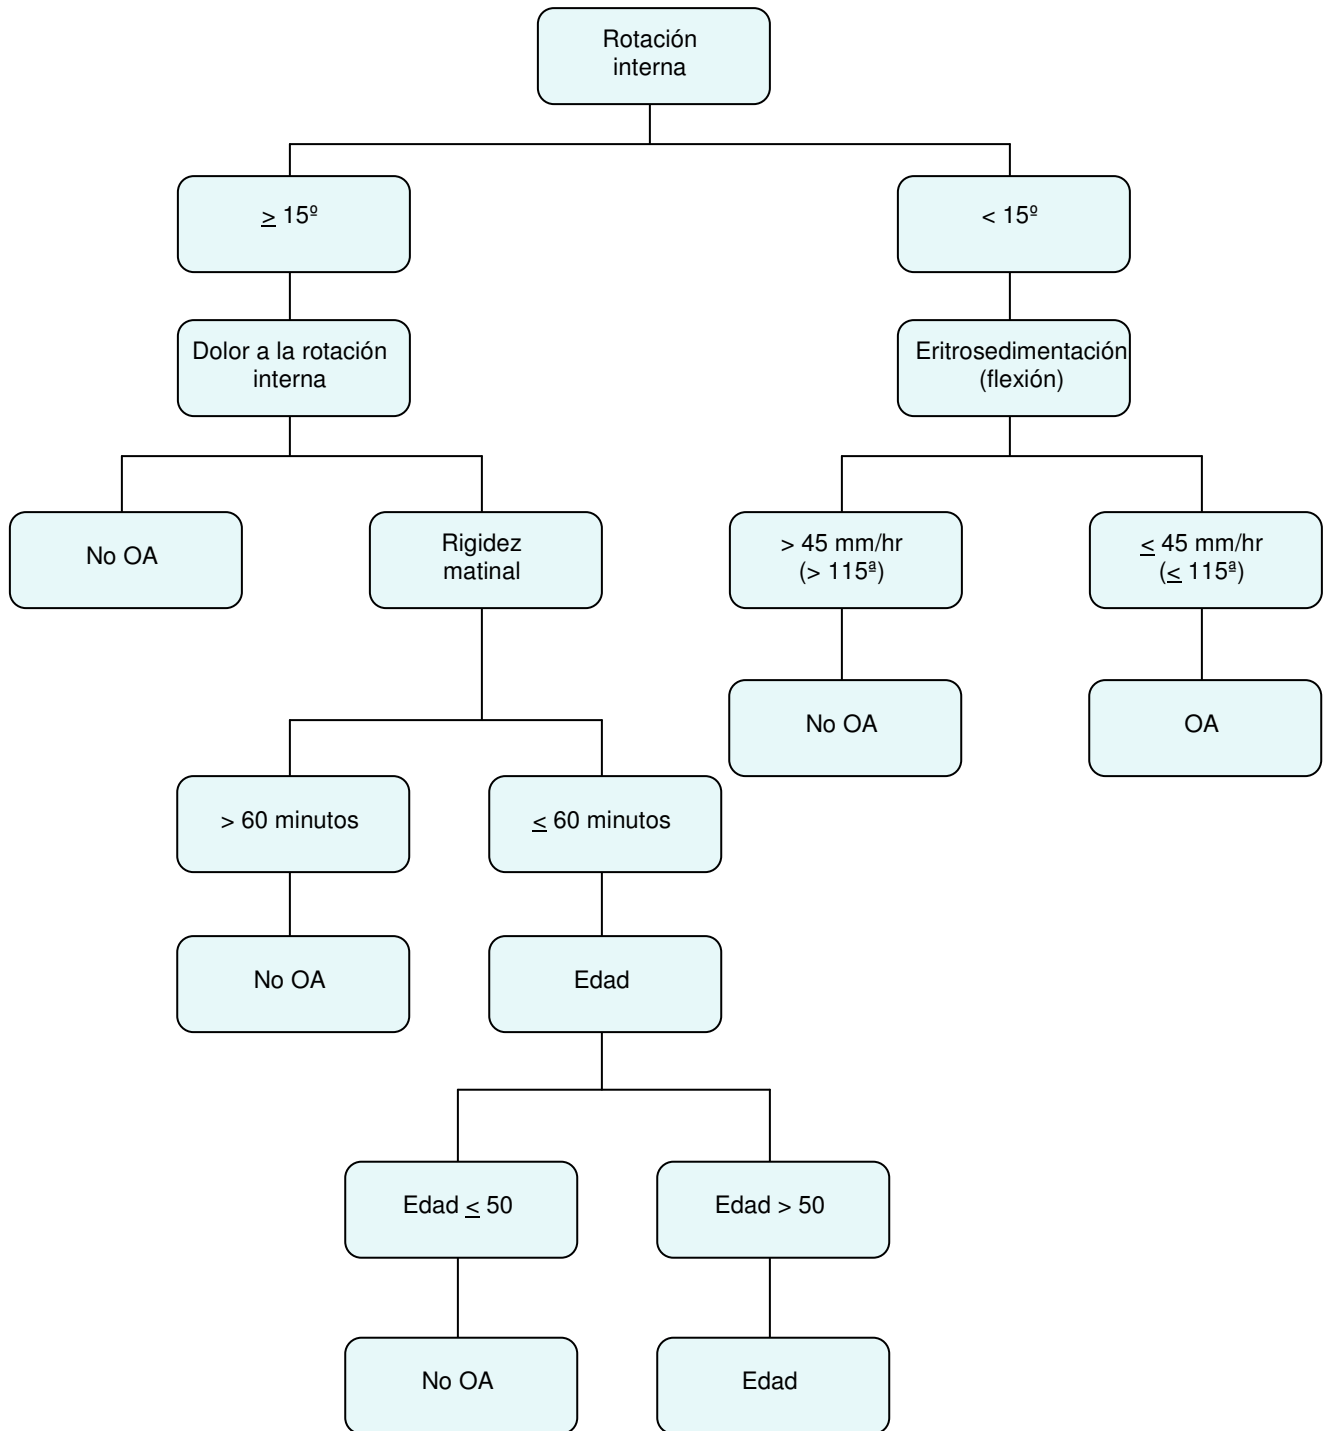 Rotación
interna
≥ 15º
< 15º
Dolor a la rotación
interna
Eritrosedimentación
(flexión)
No OA
Rigidez
matinal
> 45 mm/hr
(> 115ª)
≤ 45 mm/hr
(≤ 115ª)
No OA
OA
> 60 minutos
≤ 60 minutos
No OA
Edad
Edad ≤ 50
Edad > 50
No OA
Edad